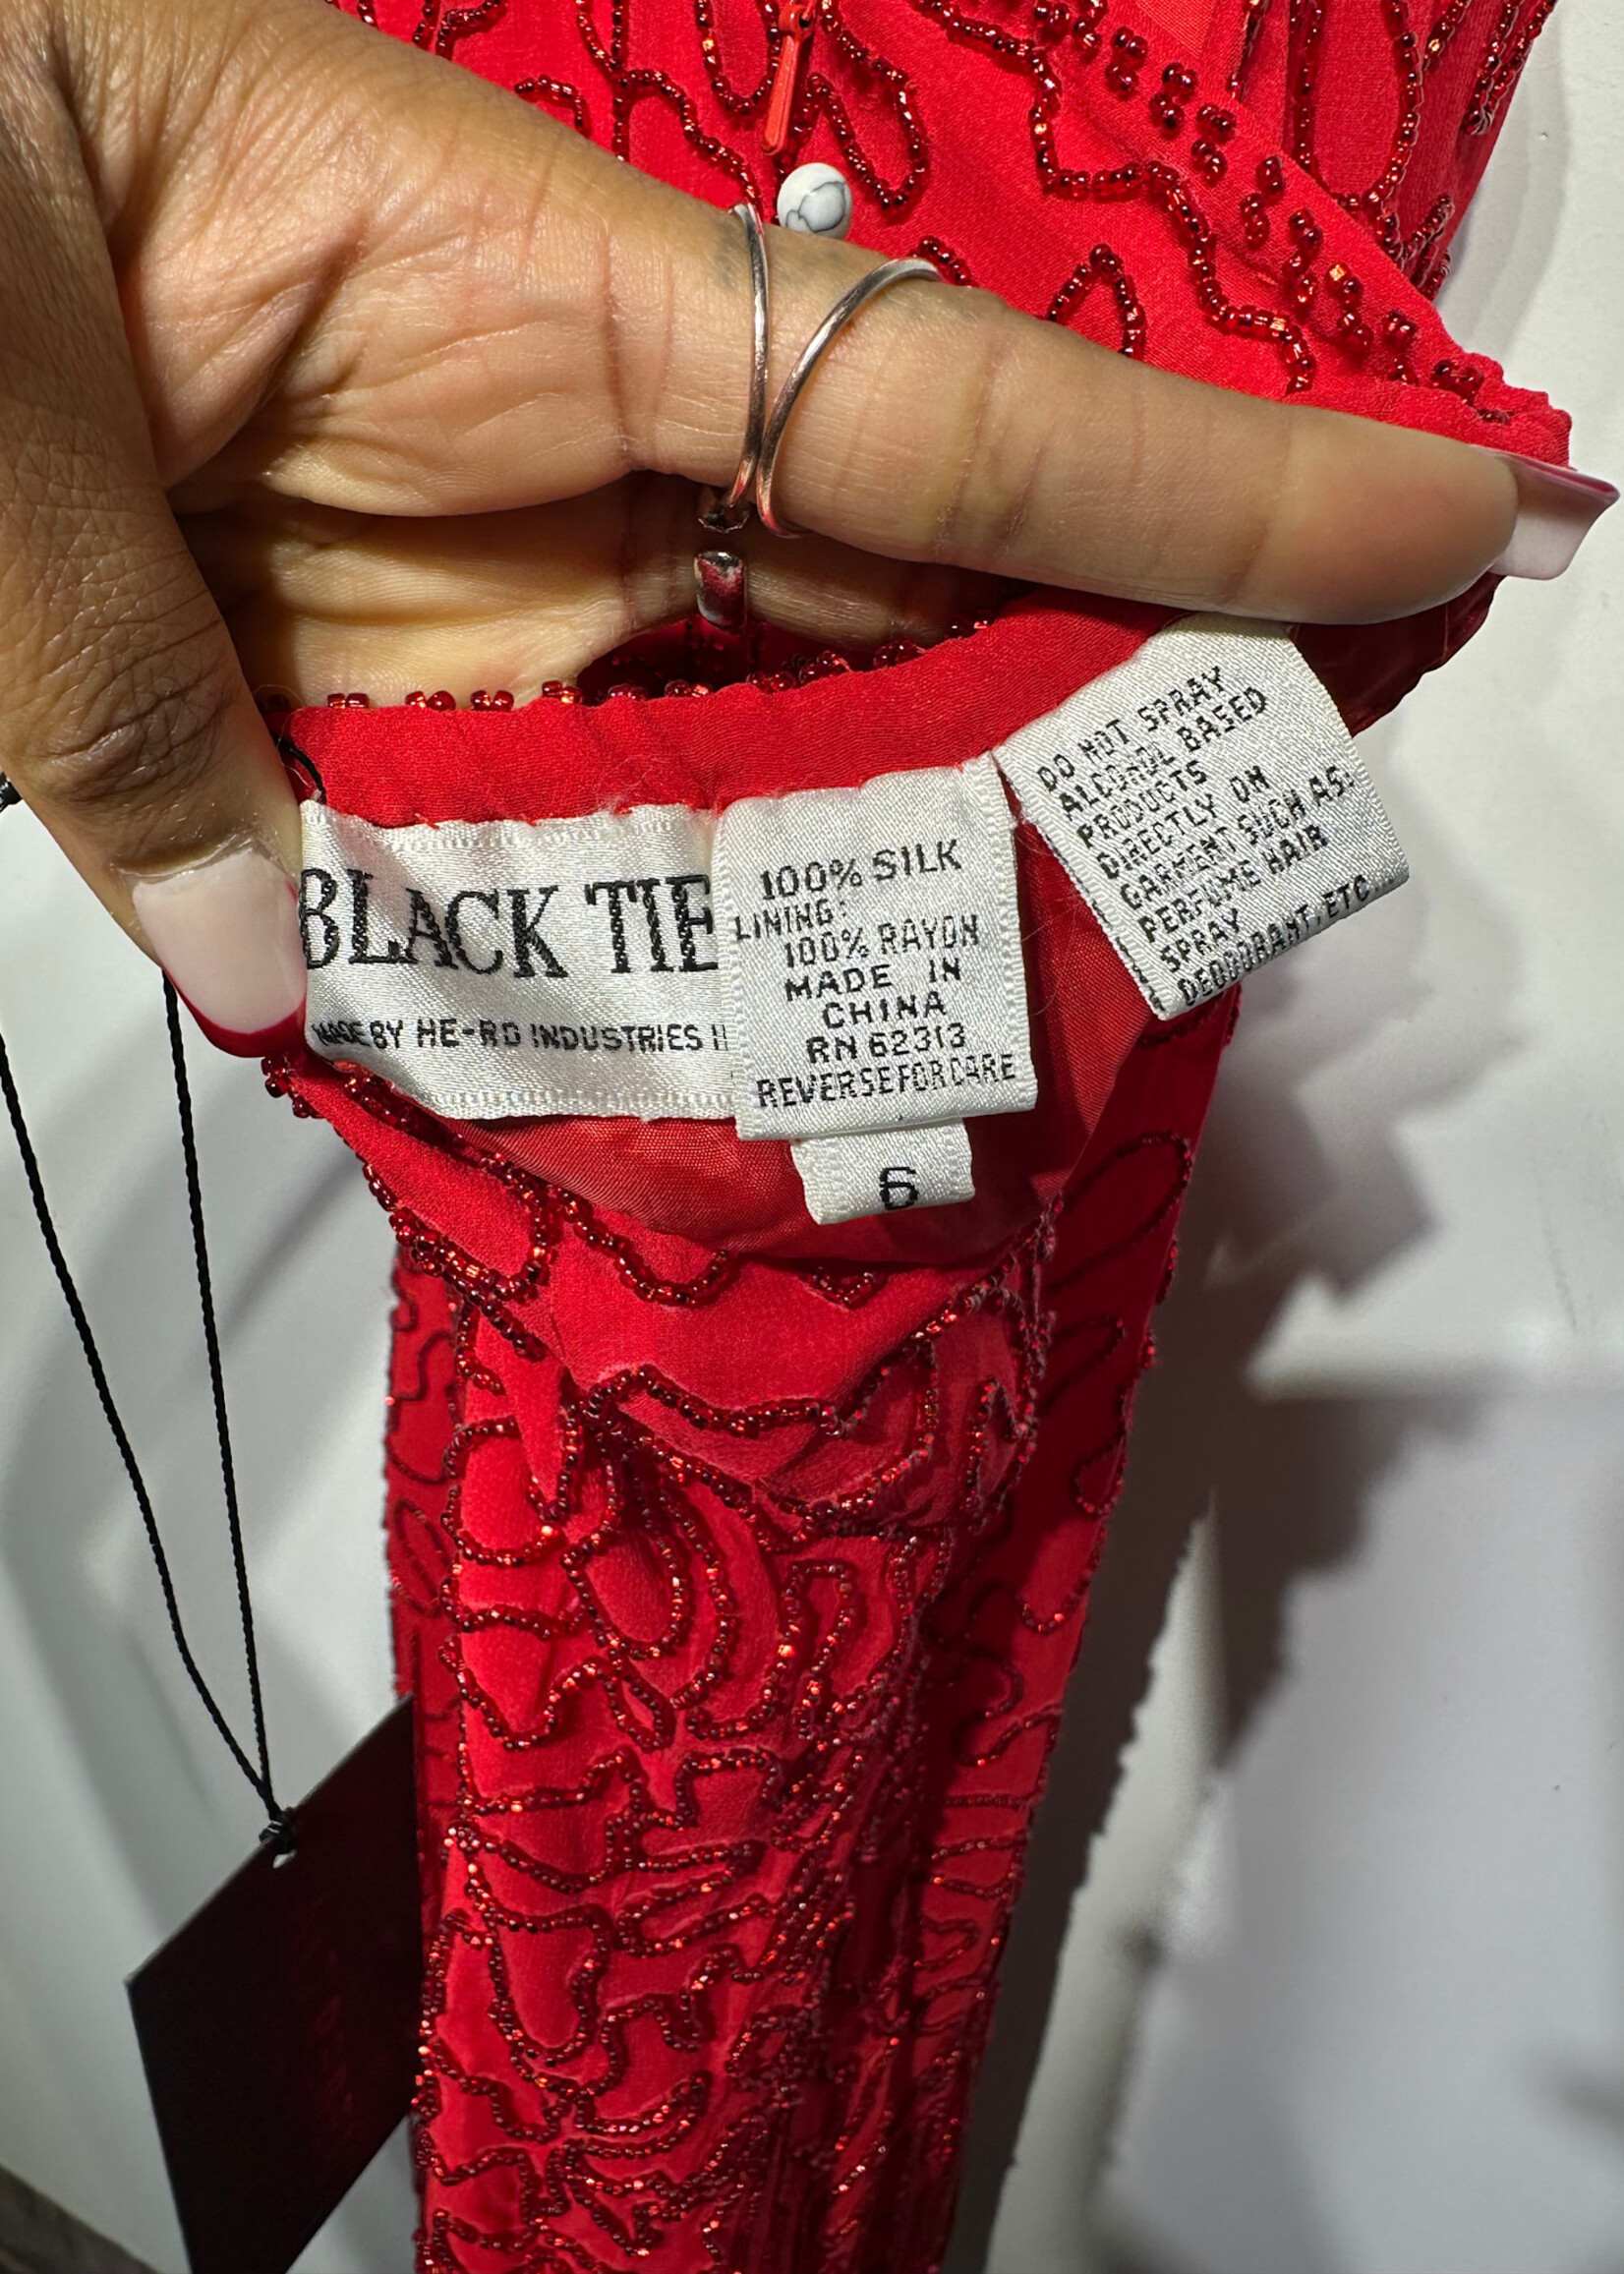 BLACK TIE
MADE BY HE-RO INDUSTRIES
100% SILK
LINING:
100% RAYON
MADE IN
CHINA
RN 62313
REVERSE FOR CARE
6
DO NOT SPRAY
ALCOHOL BASED
PRODUCTS
DIRECTLY ON
GARMENT SUCH AS:
PERFUME HAIR
SPRAY
DEODORANT, ETC...